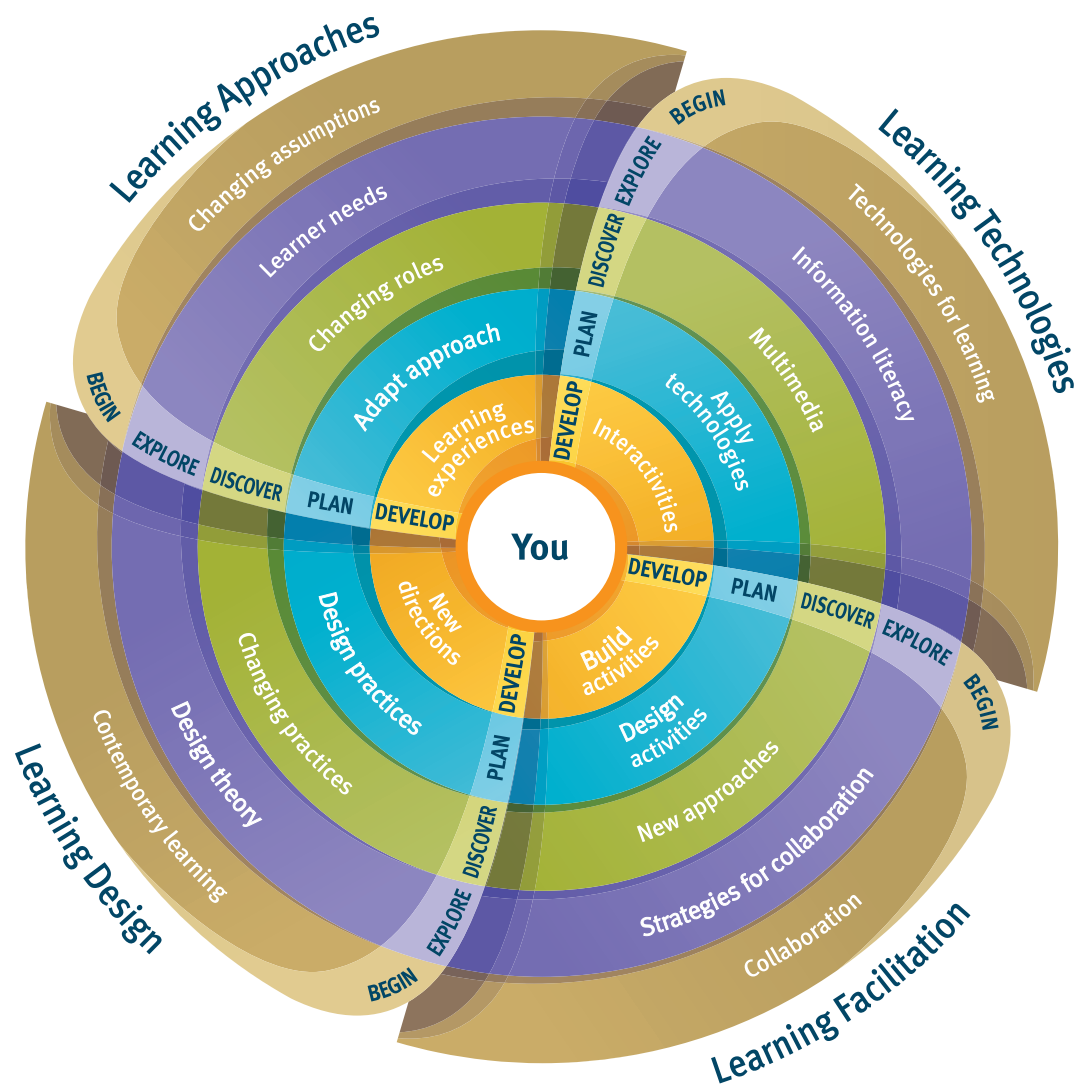 Learning Approaches
Changing assumptions
Learner needs
Changing roles
Adapt approach
Learning
experiences
BEGIN
EXPLORE
DISCOVER
PLAN
DEVELOP
Learning Technologies
Technologies for learning
Information literacy
Multimedia
Apply
technologies
Interactivities
BEGIN
EXPLORE
DISCOVER
PLAN
DEVELOP
You
Learning Facilitation
Collaboration
Strategies for collaboration
New approaches
Design
activities
Build
activities
DEVELOP
PLAN
DISCOVER
EXPLORE
BEGIN
Learning Design
Contemporary learning
Design theory
Changing practices
Design practices
New
directions
DEVELOP
PLAN
DISCOVER
EXPLORE
BEGIN